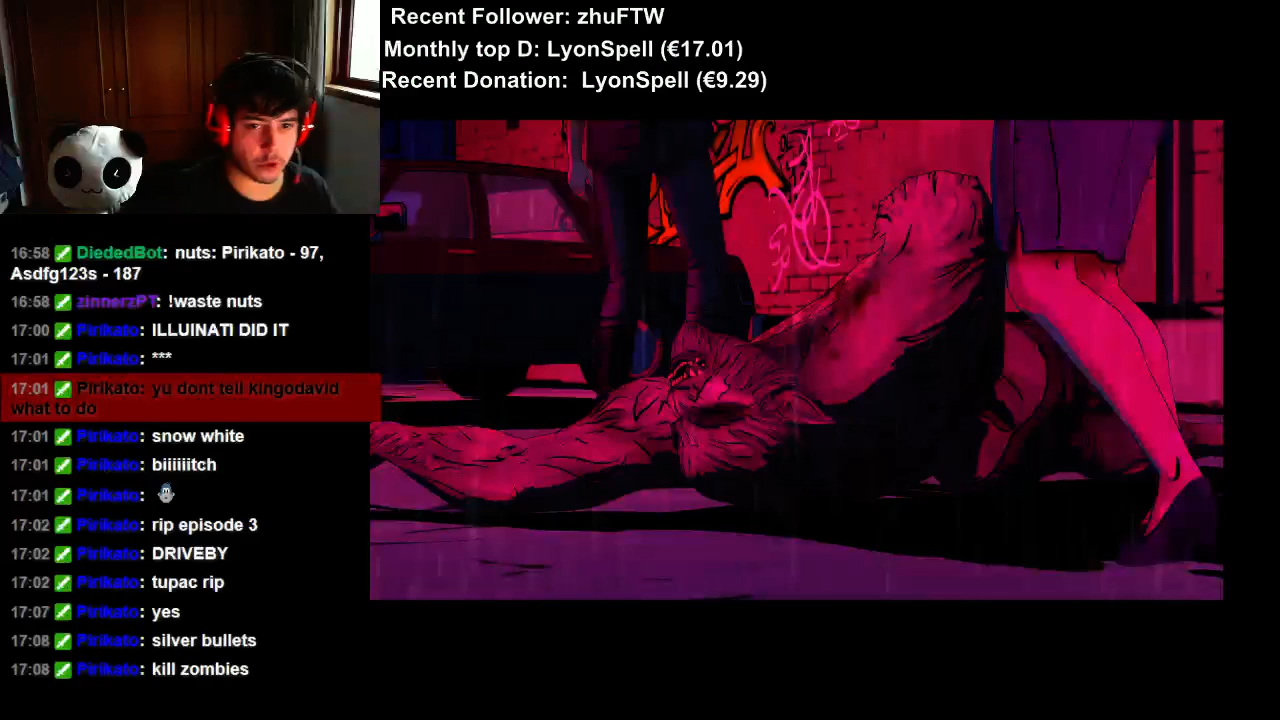 Recent Follower: zhuFTW
Monthly top D: LyonSpell (€17.01)
Recent Donation: LyonSpell (€9.29)
16:58 DiededBot: nuts: Pirikato - 97,
Asdfg123s - 187
16:58 zinnerzPT: !waste nuts
17:00 Pirikato: ILLUINATI DID IT
17:01 Pirikato: ***
17:01 Pirikato: yu dont tell kingodavid
what to do
17:01 Pirikato: snow white
17:01 Pirikato: biiiiiitch
17:01 Pirikato:
17:02 Pirikato: rip episode 3
17:02 Pirikato: DRIVEBY
17:02 Pirikato: tupac rip
17:07 Pirikato: yes
17:08 Pirikato: silver bullets
17:08 Pirikato: kill zombies